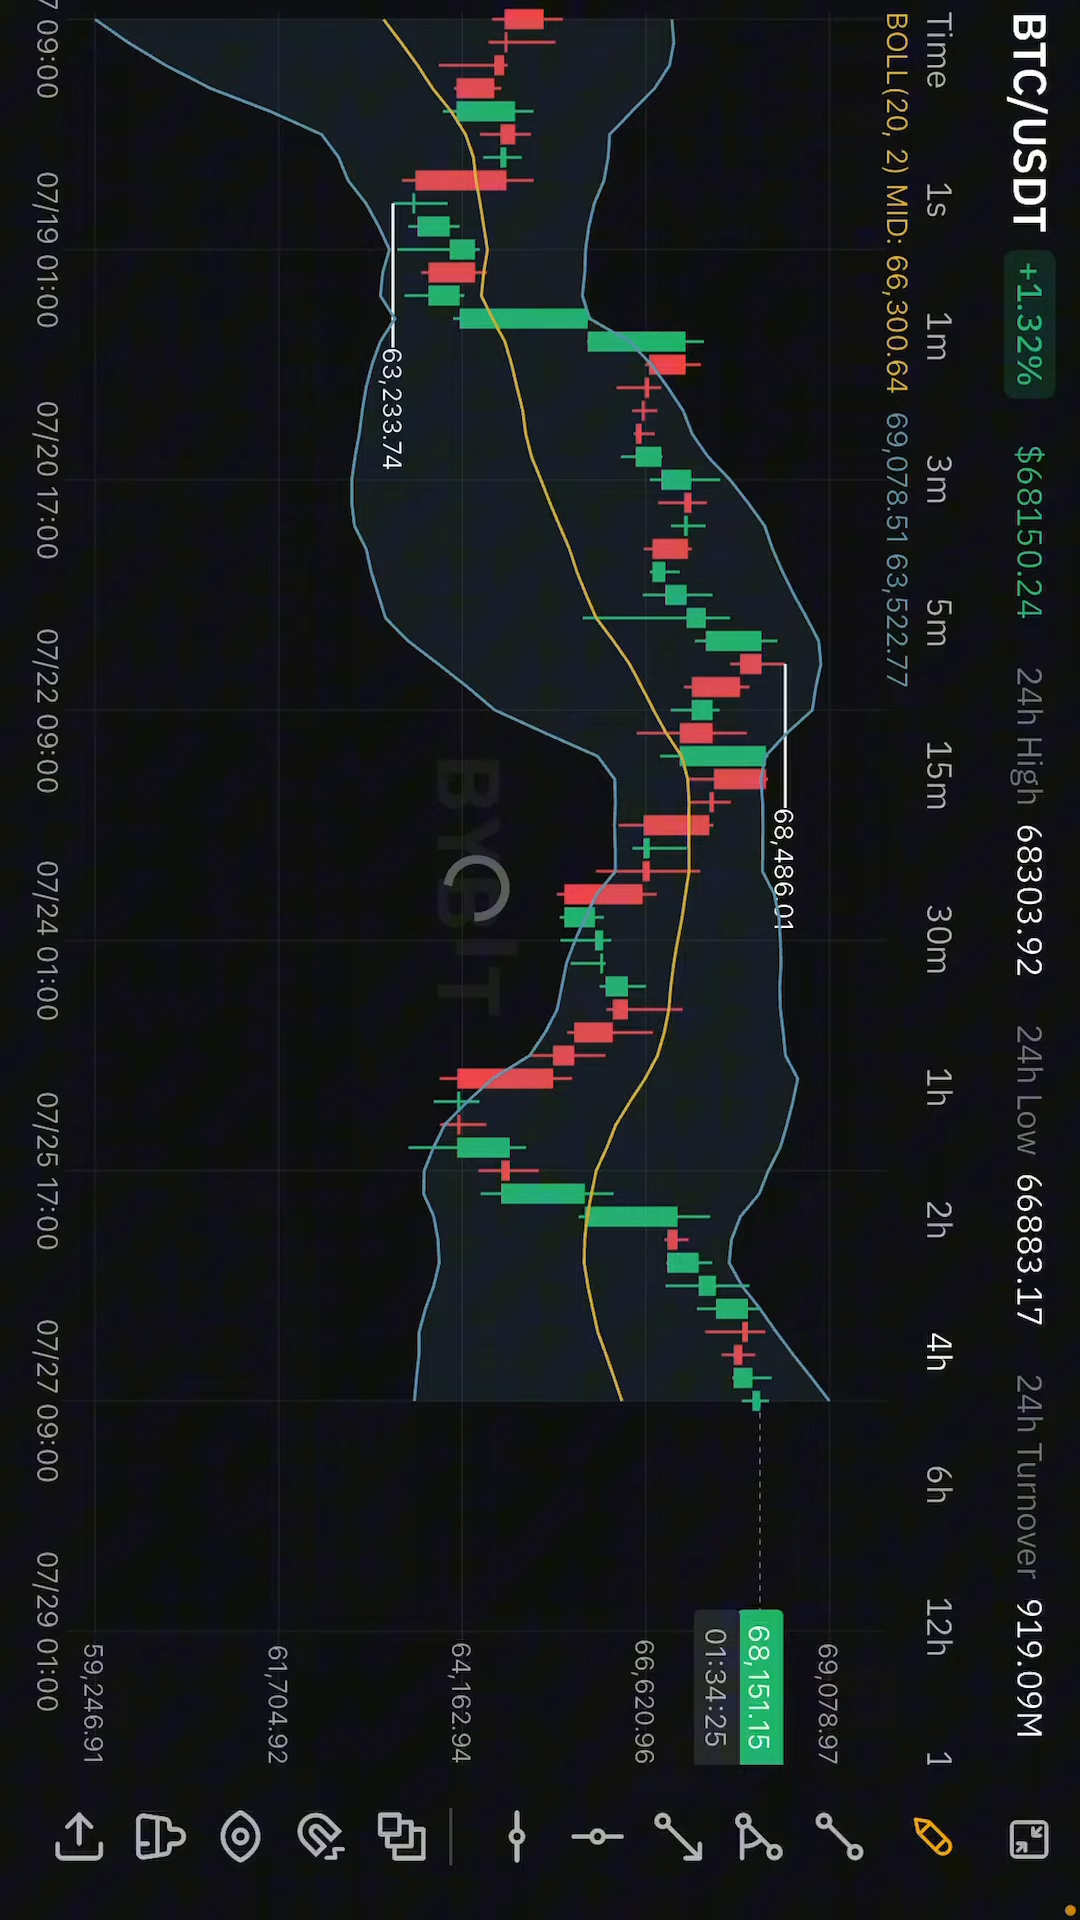 BTC/USDT +1.32% $68150.24 24h High 68303.92 24h Low 66883.17 24h Turnover 919.09M
Time 1s 1m 3m 5m 15m 30m 1h 2h 4h 6h 12h 1
BOLL(20, 2) MID: 66,300.64 69,078.51 63,522.77
69,078.97
68,486.01
68,151.15
01:34:25
66,620.96
64,162.94
63,233.74
BYBIT
61,704.92
59,246.91
7 09:00 07/19 01:00 07/20 17:00 07/22 09:00 07/24 01:00 07/25 17:00 07/27 09:00 07/29 01:00